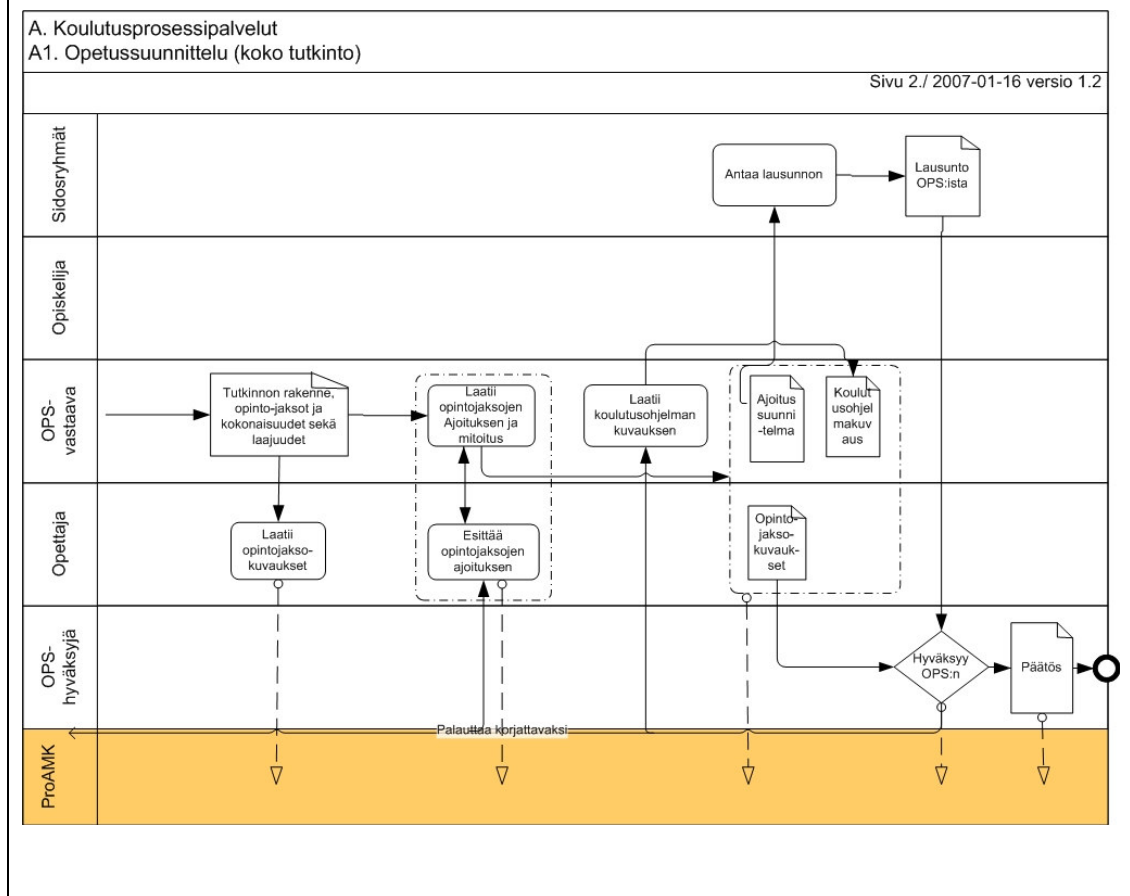 A. Koulutusprosessipalvelut
A1. Opetussuunnittelu (koko tutkinto)
Sivu 2./ 2007-01-16 versio 1.2
Sidosryhmät
Antaa lausunnon
Lausunto
OPS:ista
Opiskelija
OPS-
vastaava
Tutkinnon rakenne,
opinto-jaksot ja
kokonaisuudet sekä
laajuudet
Laatii
opintojaksojen
Ajoituksen ja
mitoitus
Laatii
koulutusohjelman
kuvauksen
Ajoitus
suunni
-telma
Koulut
usohjel
makuv
aus
Opettaja
Laatii
opintojakso-
kuvaukset
Esittää
opintojaksojen
ajoituksen
Opinto-
jakso-
kuvauk-
set
OPS-
hyväksyjä
Hyväksyy
OPS:n
Päätös
Palauttaa korjattavaksi
ProAMK